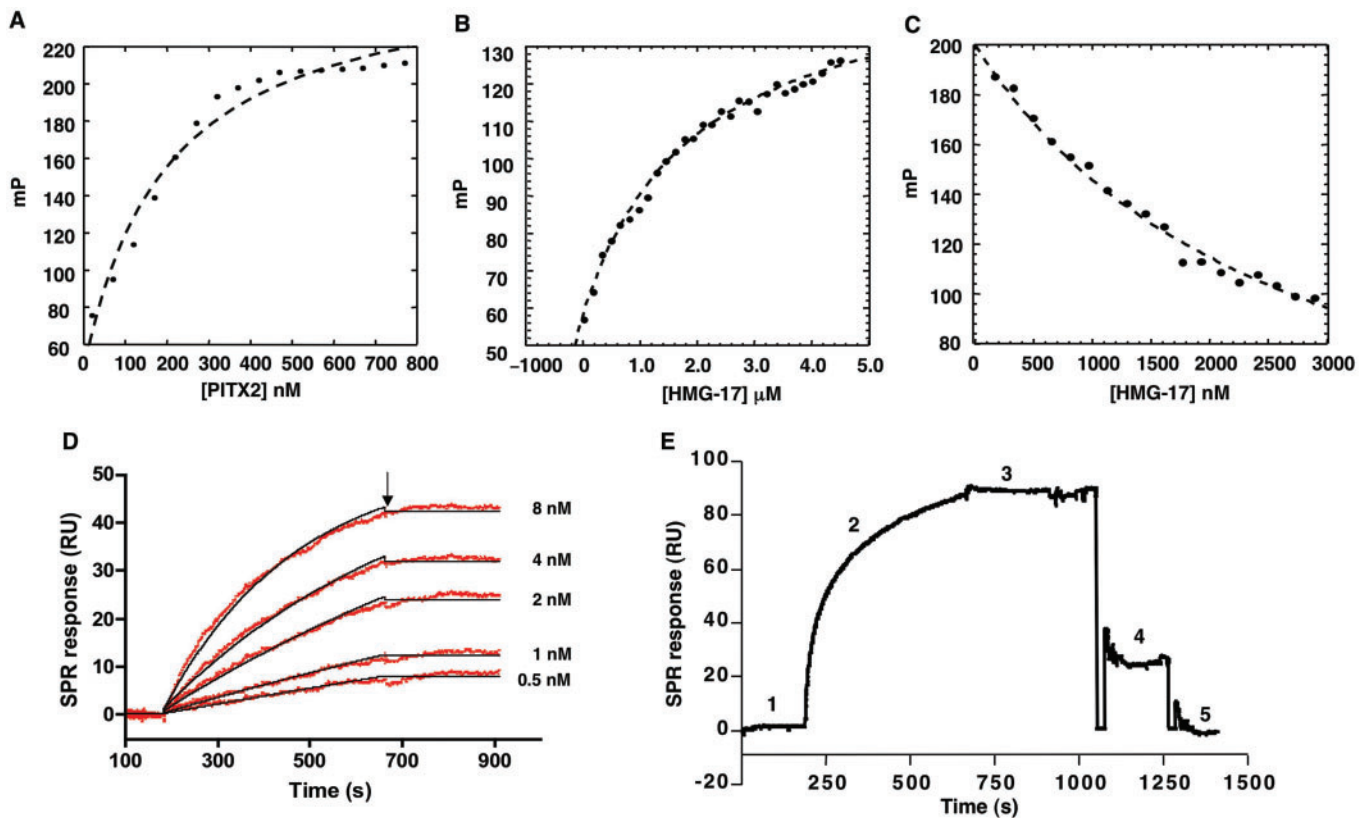 A
220
200
180
160
140
120
100
80
60
mP
0 100 200 300 400 500 600 700 800
[PITX2] nM
B
130
120
110
100
90
80
70
60
50
mP
−1000 0 1.0 2.0 3.0 4.0 5.0
[HMG-17] μM
C
200
180
160
140
120
100
80
mP
0 500 1000 1500 2000 2500 3000
[HMG-17] nM
D
50
40
30
20
10
0
SPR response (RU)
8 nM
4 nM
2 nM
1 nM
0.5 nM
100 300 500 700 900
Time (s)
E
100
80
60
40
20
0
-20
SPR response (RU)
1
2
3
4
5
250 500 750 1000 1250 1500
Time (s)